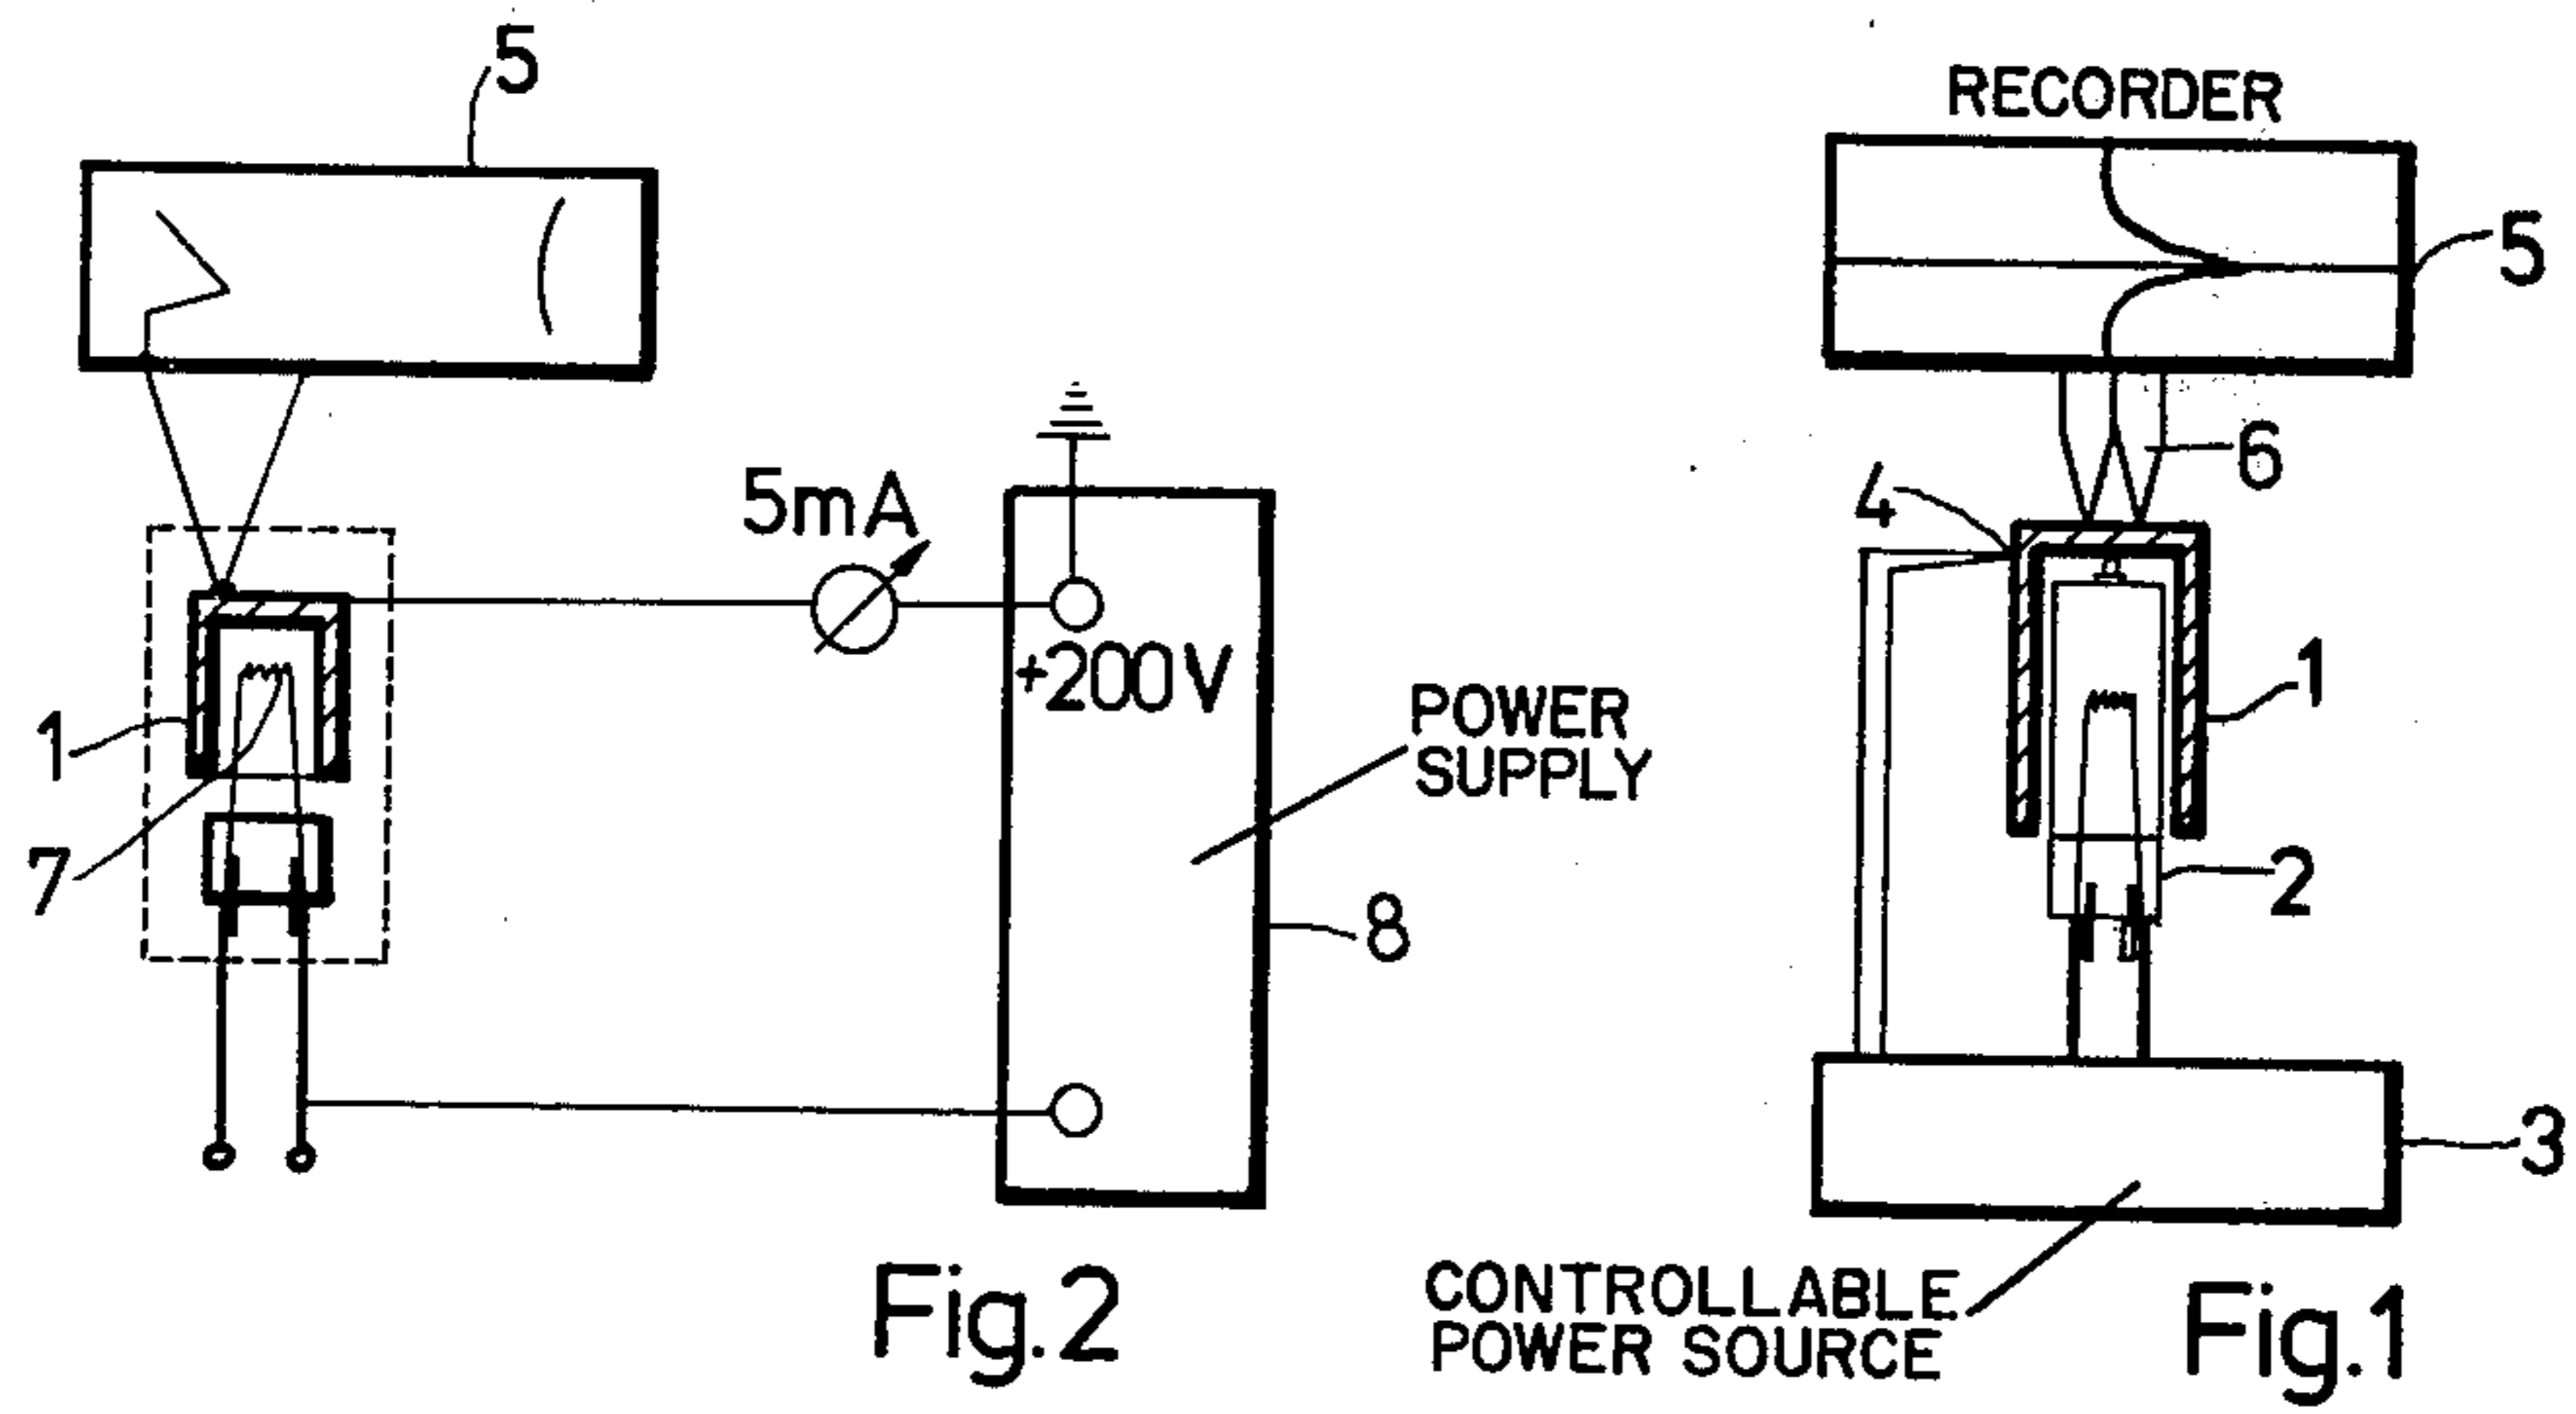 5
5mA
+200V
POWER
SUPPLY
1
7
8
Fig.2
RECORDER
5
6
4
1
2
3
CONTROLLABLE
POWER SOURCE
Fig.1